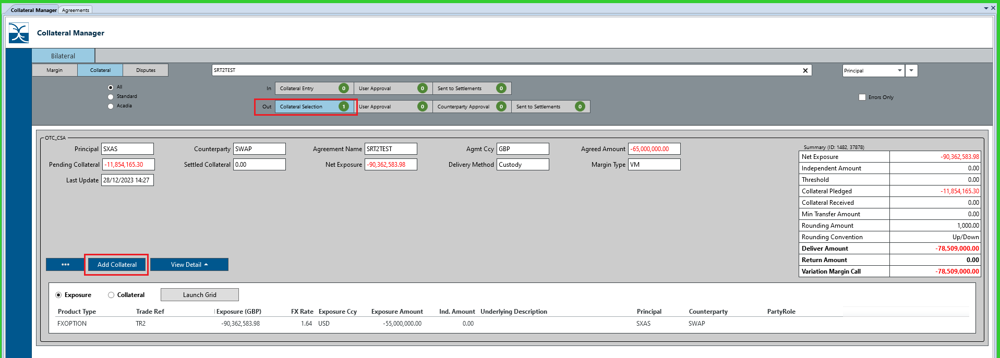 Collateral Manager Agreements
Collateral Manager
Bilateral
Margin Collateral Disputes SRT2TEST Principal
All
Standard
Acadia
In Collateral Entry 0 User Approval 0 Sent to Settlements 0
Errors Only
Out Collateral Selection 1 User Approval 0 Counterparty Approval 0 Sent to Settlements 0
OTC_CSA
Principal SXAS Counterparty SWAP Agreement Name SRT2TEST Agmt Ccy GBP Agreed Amount -65,000,000.00
Pending Collateral -11,854,165.30 Settled Collateral 0.00 Net Exposure -90,362,583.98 Delivery Method Custody Margin Type VM
Last Update 28/12/2023 14:27
Summary (ID: 1482, 37878)
Net Exposure -90,362,583.98
Independent Amount 0.00
Threshold 0.00
Collateral Pledged -11,854,165.30
Collateral Received 0.00
Min Transfer Amount 0.00
Rounding Amount 1,000.00
Rounding Convention Up/Down
Deliver Amount -78,509,000.00
Return Amount 0.00
Variation Margin Call -78,509,000.00
••• Add Collateral View Detail
Exposure Collateral Launch Grid
Product Type Trade Ref Exposure (GBP) FX Rate Exposure Ccy Exposure Amount Ind. Amount Underlying Description Principal Counterparty PartyRole
FXOPTION TR2 -90,362,583.98 1.64 USD -55,000,000.00 0.00 SXAS SWAP